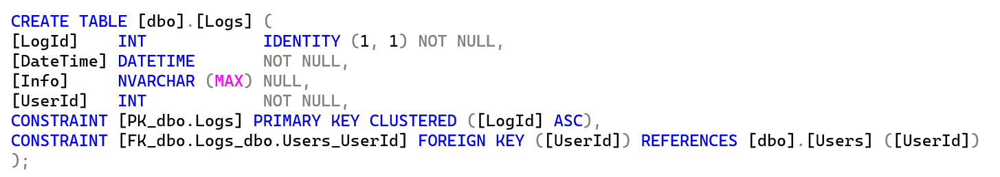 CREATE TABLE [dbo].[Logs] (
[LogId]    INT            IDENTITY (1, 1) NOT NULL,
[DateTime] DATETIME       NOT NULL,
[Info]     NVARCHAR (MAX) NULL,
[UserId]   INT            NOT NULL,
CONSTRAINT [PK_dbo.Logs] PRIMARY KEY CLUSTERED ([LogId] ASC),
CONSTRAINT [FK_dbo.Logs_dbo.Users_UserId] FOREIGN KEY ([UserId]) REFERENCES [dbo].[Users] ([UserId])
);